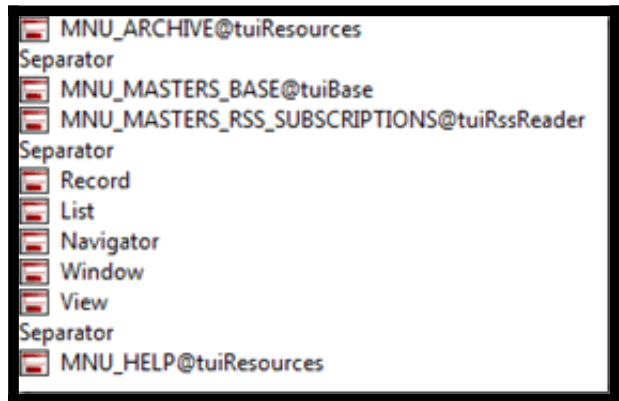 MNU_ARCHIVE@tuiResources
Separator
MNU_MASTERS_BASE@tuiBase
MNU_MASTERS_RSS_SUBSCRIPTIONS@tuiRssReader
Separator
Record
List
Navigator
Window
View
Separator
MNU_HELP@tuiResources